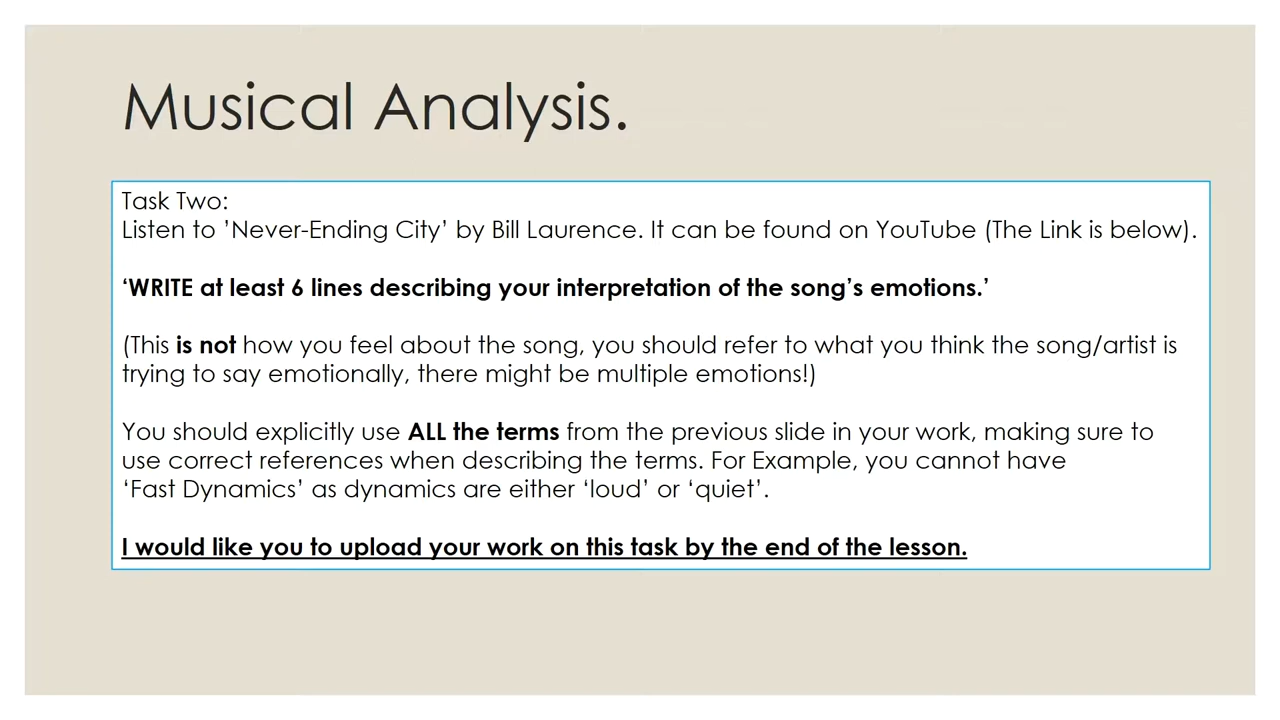 Musical Analysis.
Task Two:
Listen to ’Never-Ending City’ by Bill Laurence. It can be found on YouTube (The Link is below).
‘WRITE at least 6 lines describing your interpretation of the song’s emotions.’
(This is not how you feel about the song, you should refer to what you think the song/artist is
trying to say emotionally, there might be multiple emotions!)
You should explicitly use ALL the terms from the previous slide in your work, making sure to
use correct references when describing the terms. For Example, you cannot have
‘Fast Dynamics’ as dynamics are either ‘loud’ or ‘quiet’.
I would like you to upload your work on this task by the end of the lesson.